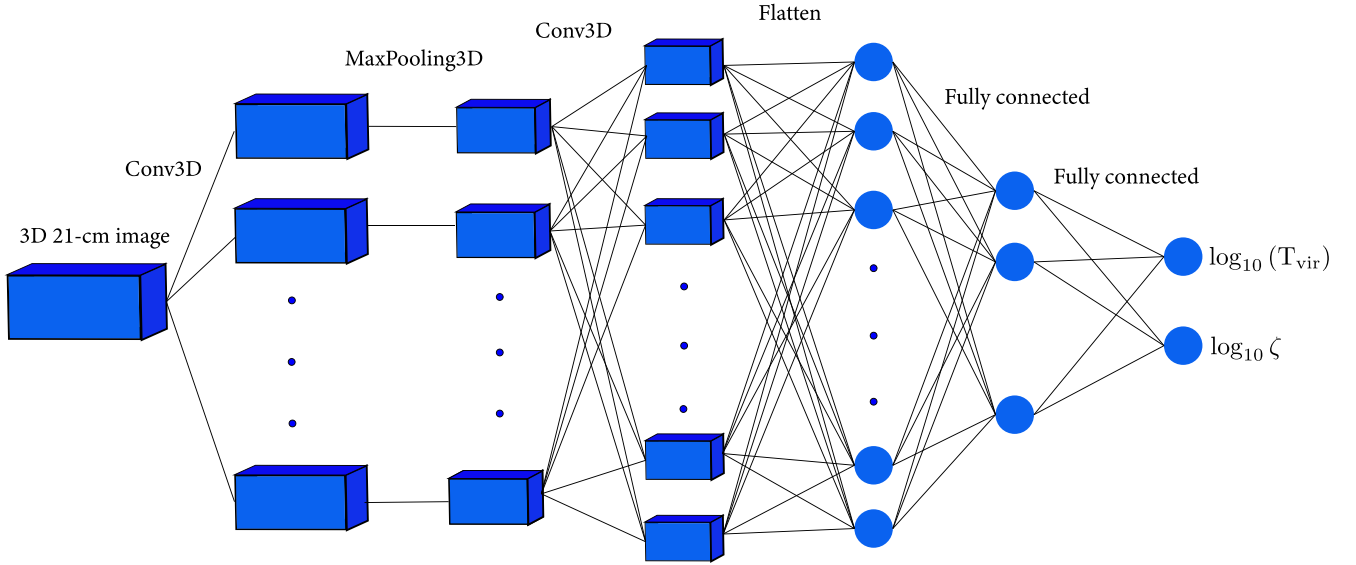 3D 21-cm image
Conv3D
MaxPooling3D
Conv3D
Flatten
Fully connected
Fully connected
log₁₀ (Tᵥᵢᵣ)
log₁₀ ζ